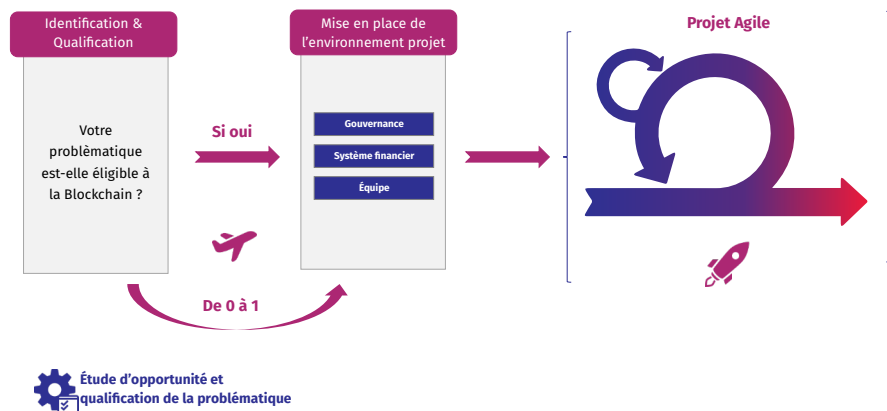 Identification &
Qualification
Votre
problèmatique
est-elle éligible à
la Blockchain ?
Si oui
De 0 à 1
Mise en place de
l’environnement projet
Gouvernance
Système financier
Équipe
Projet Agile
Étude d’opportunité et
qualification de la problématique